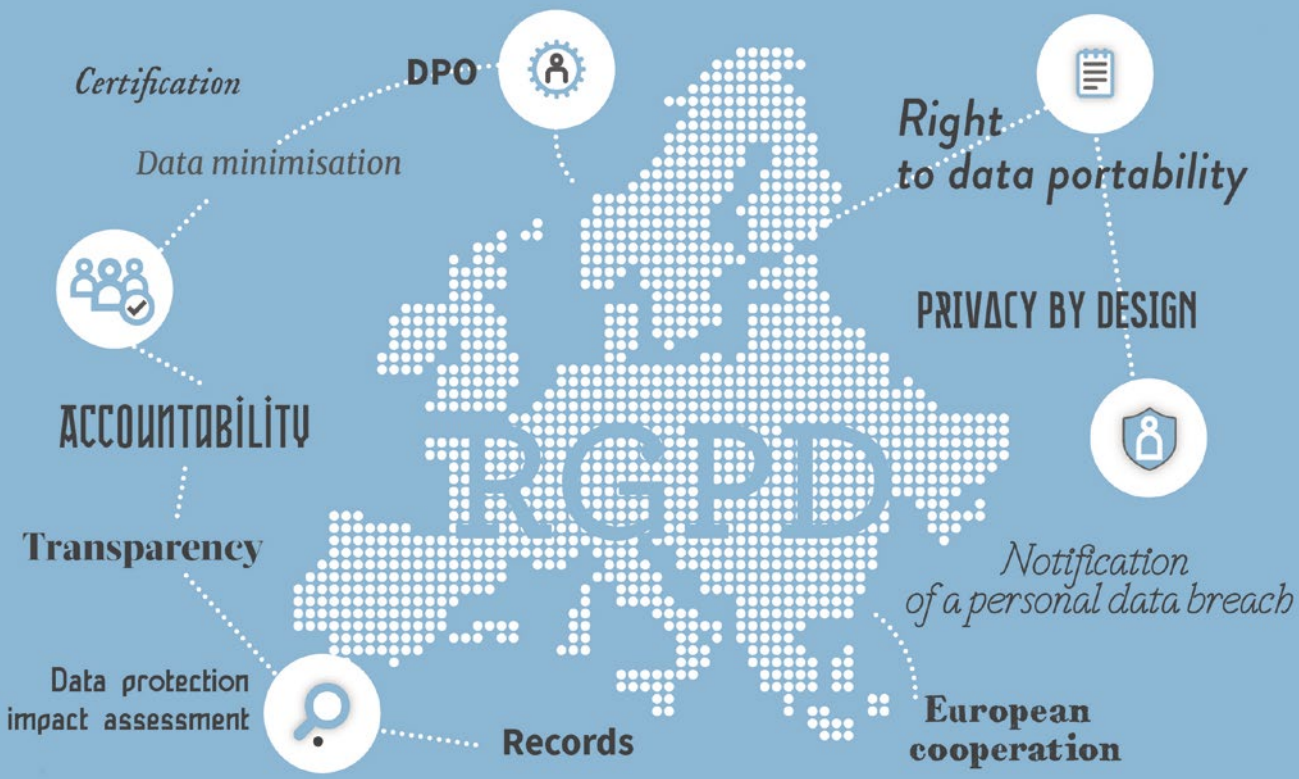 Certification
DPO
Data minimisation
Right
to data portability
PRIVACY BY DESIGN
ACCOUNTABILITY
RGPD
Transparency
Notification
of a personal data breach
Data protection
impact assessment
Records
European
cooperation